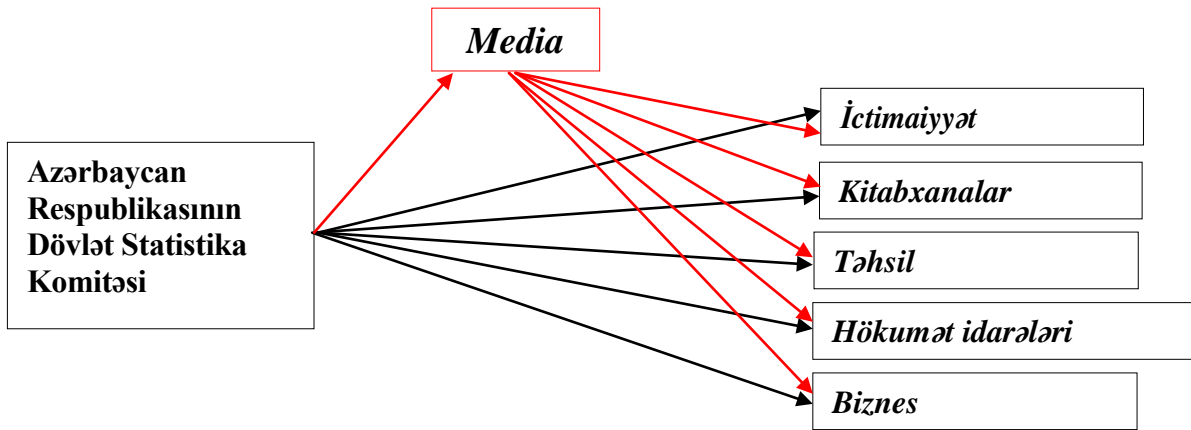 Media
Azərbaycan
Respublikasının
Dövlət Statistika
Komitəsi
İctimaiyyət
Kitabxanalar
Təhsil
Hökumət idarələri
Biznes